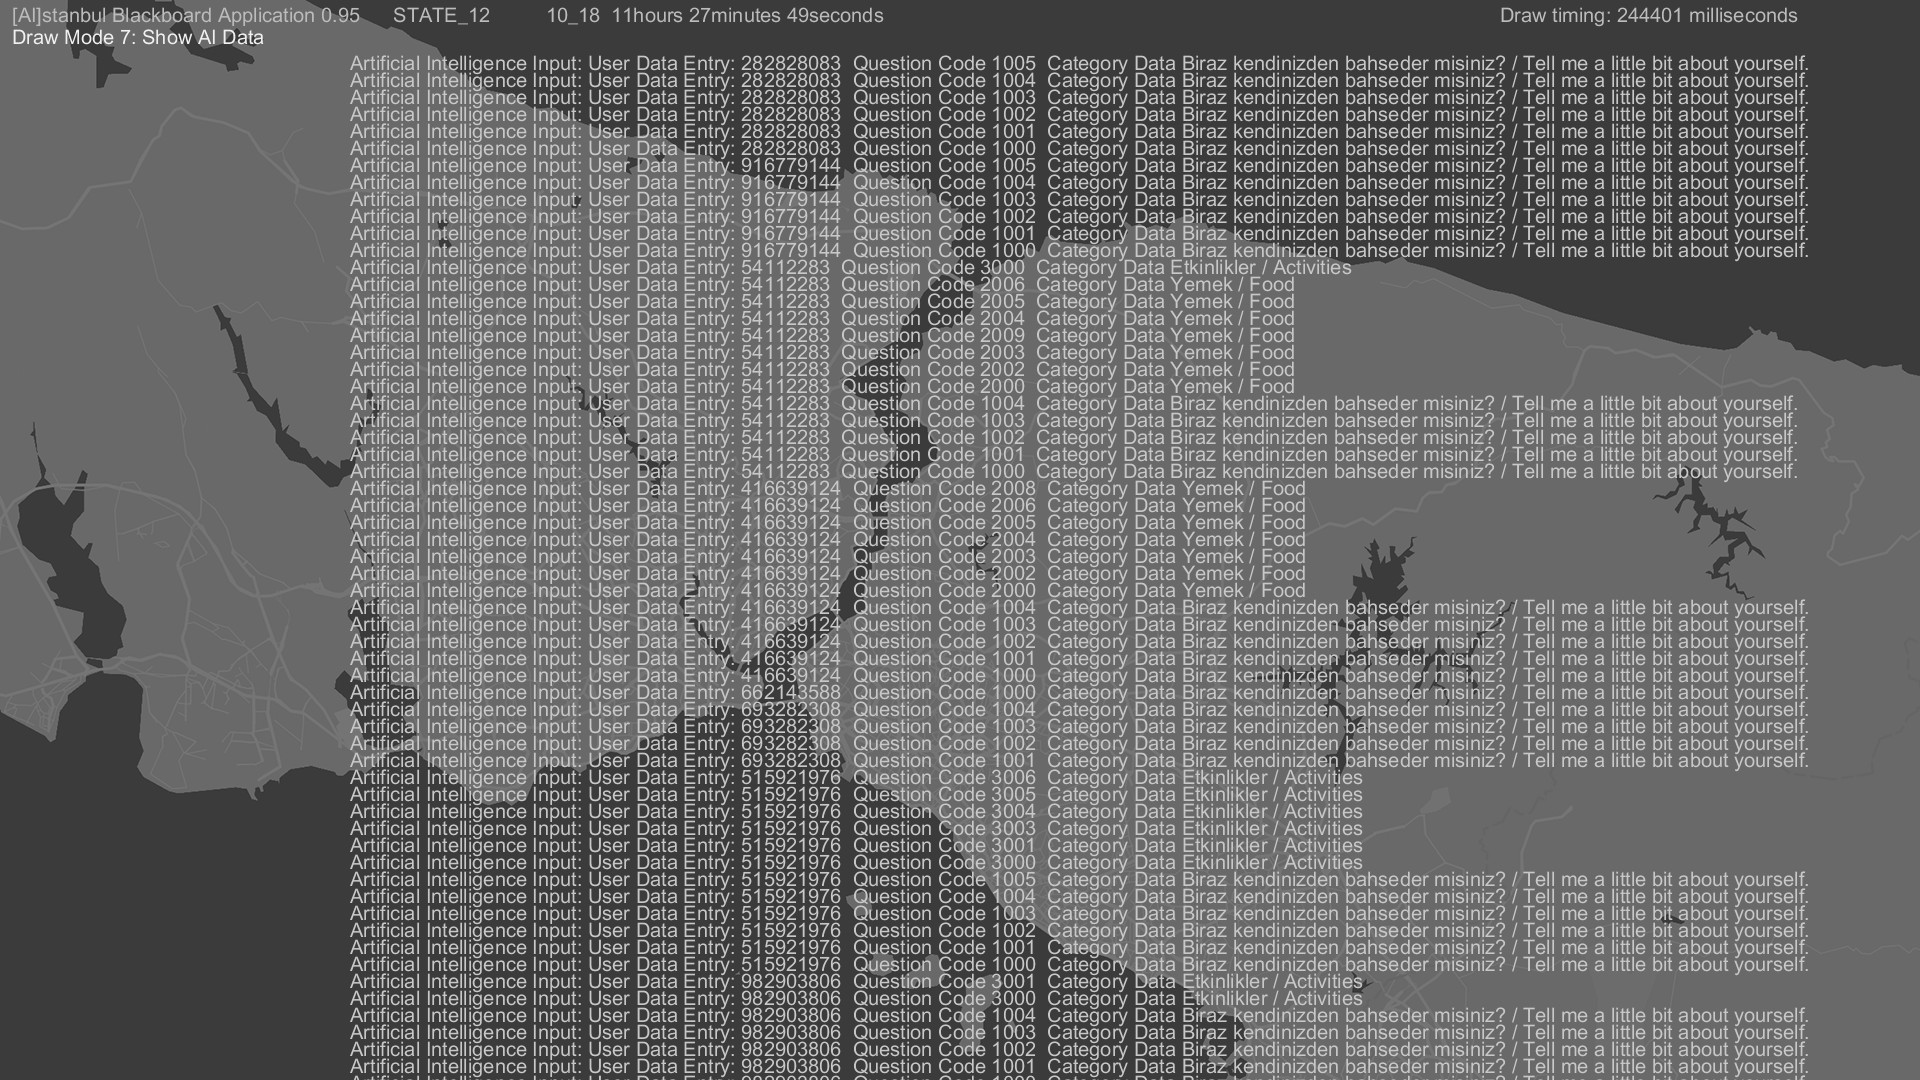 [AI]stanbul Blackboard Application 0.95 STATE_12 10_18 11hours 27minutes 49seconds Draw timing: 244401 milliseconds
Draw Mode 7: Show AI Data
Artificial Intelligence Input: User Data Entry: 282828083 Question Code 1005 Category Data Biraz kendinizden bahseder misiniz? / Tell me a little bit about yourself.
Artificial Intelligence Input: User Data Entry: 282828083 Question Code 1004 Category Data Biraz kendinizden bahseder misiniz? / Tell me a little bit about yourself.
Artificial Intelligence Input: User Data Entry: 282828083 Question Code 1003 Category Data Biraz kendinizden bahseder misiniz? / Tell me a little bit about yourself.
Artificial Intelligence Input: User Data Entry: 282828083 Question Code 1002 Category Data Biraz kendinizden bahseder misiniz? / Tell me a little bit about yourself.
Artificial Intelligence Input: User Data Entry: 282828083 Question Code 1001 Category Data Biraz kendinizden bahseder misiniz? / Tell me a little bit about yourself.
Artificial Intelligence Input: User Data Entry: 282828083 Question Code 1000 Category Data Biraz kendinizden bahseder misiniz? / Tell me a little bit about yourself.
Artificial Intelligence Input: User Data Entry: 916779144 Question Code 1005 Category Data Biraz kendinizden bahseder misiniz? / Tell me a little bit about yourself.
Artificial Intelligence Input: User Data Entry: 916779144 Question Code 1004 Category Data Biraz kendinizden bahseder misiniz? / Tell me a little bit about yourself.
Artificial Intelligence Input: User Data Entry: 916779144 Question Code 1003 Category Data Biraz kendinizden bahseder misiniz? / Tell me a little bit about yourself.
Artificial Intelligence Input: User Data Entry: 916779144 Question Code 1002 Category Data Biraz kendinizden bahseder misiniz? / Tell me a little bit about yourself.
Artificial Intelligence Input: User Data Entry: 916779144 Question Code 1001 Category Data Biraz kendinizden bahseder misiniz? / Tell me a little bit about yourself.
Artificial Intelligence Input: User Data Entry: 916779144 Question Code 1000 Category Data Biraz kendinizden bahseder misiniz? / Tell me a little bit about yourself.
Artificial Intelligence Input: User Data Entry: 54112283 Question Code 3000 Category Data Etkinlikler / Activities
Artificial Intelligence Input: User Data Entry: 54112283 Question Code 2006 Category Data Yemek / Food
Artificial Intelligence Input: User Data Entry: 54112283 Question Code 2005 Category Data Yemek / Food
Artificial Intelligence Input: User Data Entry: 54112283 Question Code 2004 Category Data Yemek / Food
Artificial Intelligence Input: User Data Entry: 54112283 Question Code 2009 Category Data Yemek / Food
Artificial Intelligence Input: User Data Entry: 54112283 Question Code 2003 Category Data Yemek / Food
Artificial Intelligence Input: User Data Entry: 54112283 Question Code 2002 Category Data Yemek / Food
Artificial Intelligence Input: User Data Entry: 54112283 Question Code 2000 Category Data Yemek / Food
Artificial Intelligence Input: User Data Entry: 54112283 Question Code 1004 Category Data Biraz kendinizden bahseder misiniz? / Tell me a little bit about yourself.
Artificial Intelligence Input: User Data Entry: 54112283 Question Code 1003 Category Data Biraz kendinizden bahseder misiniz? / Tell me a little bit about yourself.
Artificial Intelligence Input: User Data Entry: 54112283 Question Code 1002 Category Data Biraz kendinizden bahseder misiniz? / Tell me a little bit about yourself.
Artificial Intelligence Input: User Data Entry: 54112283 Question Code 1001 Category Data Biraz kendinizden bahseder misiniz? / Tell me a little bit about yourself.
Artificial Intelligence Input: User Data Entry: 54112283 Question Code 1000 Category Data Biraz kendinizden bahseder misiniz? / Tell me a little bit about yourself.
Artificial Intelligence Input: User Data Entry: 416639124 Question Code 2008 Category Data Yemek / Food
Artificial Intelligence Input: User Data Entry: 416639124 Question Code 2006 Category Data Yemek / Food
Artificial Intelligence Input: User Data Entry: 416639124 Question Code 2005 Category Data Yemek / Food
Artificial Intelligence Input: User Data Entry: 416639124 Question Code 2004 Category Data Yemek / Food
Artificial Intelligence Input: User Data Entry: 416639124 Question Code 2003 Category Data Yemek / Food
Artificial Intelligence Input: User Data Entry: 416639124 Question Code 2002 Category Data Yemek / Food
Artificial Intelligence Input: User Data Entry: 416639124 Question Code 2000 Category Data Yemek / Food
Artificial Intelligence Input: User Data Entry: 416639124 Question Code 1004 Category Data Biraz kendinizden bahseder misiniz? / Tell me a little bit about yourself.
Artificial Intelligence Input: User Data Entry: 416639124 Question Code 1003 Category Data Biraz kendinizden bahseder misiniz? / Tell me a little bit about yourself.
Artificial Intelligence Input: User Data Entry: 416639124 Question Code 1002 Category Data Biraz kendinizden bahseder misiniz? / Tell me a little bit about yourself.
Artificial Intelligence Input: User Data Entry: 416639124 Question Code 1001 Category Data Biraz kendinizden bahseder misiniz? / Tell me a little bit about yourself.
Artificial Intelligence Input: User Data Entry: 416639124 Question Code 1000 Category Data Biraz kendinizden bahseder misiniz? / Tell me a little bit about yourself.
Artificial Intelligence Input: User Data Entry: 662143588 Question Code 1000 Category Data Biraz kendinizden bahseder misiniz? / Tell me a little bit about yourself.
Artificial Intelligence Input: User Data Entry: 693282308 Question Code 1004 Category Data Biraz kendinizden bahseder misiniz? / Tell me a little bit about yourself.
Artificial Intelligence Input: User Data Entry: 693282308 Question Code 1003 Category Data Biraz kendinizden bahseder misiniz? / Tell me a little bit about yourself.
Artificial Intelligence Input: User Data Entry: 693282308 Question Code 1002 Category Data Biraz kendinizden bahseder misiniz? / Tell me a little bit about yourself.
Artificial Intelligence Input: User Data Entry: 693282308 Question Code 1001 Category Data Biraz kendinizden bahseder misiniz? / Tell me a little bit about yourself.
Artificial Intelligence Input: User Data Entry: 515921976 Question Code 3006 Category Data Etkinlikler / Activities
Artificial Intelligence Input: User Data Entry: 515921976 Question Code 3005 Category Data Etkinlikler / Activities
Artificial Intelligence Input: User Data Entry: 515921976 Question Code 3004 Category Data Etkinlikler / Activities
Artificial Intelligence Input: User Data Entry: 515921976 Question Code 3003 Category Data Etkinlikler / Activities
Artificial Intelligence Input: User Data Entry: 515921976 Question Code 3001 Category Data Etkinlikler / Activities
Artificial Intelligence Input: User Data Entry: 515921976 Question Code 3000 Category Data Etkinlikler / Activities
Artificial Intelligence Input: User Data Entry: 515921976 Question Code 1005 Category Data Biraz kendinizden bahseder misiniz? / Tell me a little bit about yourself.
Artificial Intelligence Input: User Data Entry: 515921976 Question Code 1004 Category Data Biraz kendinizden bahseder misiniz? / Tell me a little bit about yourself.
Artificial Intelligence Input: User Data Entry: 515921976 Question Code 1003 Category Data Biraz kendinizden bahseder misiniz? / Tell me a little bit about yourself.
Artificial Intelligence Input: User Data Entry: 515921976 Question Code 1002 Category Data Biraz kendinizden bahseder misiniz? / Tell me a little bit about yourself.
Artificial Intelligence Input: User Data Entry: 515921976 Question Code 1001 Category Data Biraz kendinizden bahseder misiniz? / Tell me a little bit about yourself.
Artificial Intelligence Input: User Data Entry: 515921976 Question Code 1000 Category Data Biraz kendinizden bahseder misiniz? / Tell me a little bit about yourself.
Artificial Intelligence Input: User Data Entry: 982903806 Question Code 3001 Category Data Etkinlikler / Activities
Artificial Intelligence Input: User Data Entry: 982903806 Question Code 3000 Category Data Etkinlikler / Activities
Artificial Intelligence Input: User Data Entry: 982903806 Question Code 1004 Category Data Biraz kendinizden bahseder misiniz? / Tell me a little bit about yourself.
Artificial Intelligence Input: User Data Entry: 982903806 Question Code 1003 Category Data Biraz kendinizden bahseder misiniz? / Tell me a little bit about yourself.
Artificial Intelligence Input: User Data Entry: 982903806 Question Code 1002 Category Data Biraz kendinizden bahseder misiniz? / Tell me a little bit about yourself.
Artificial Intelligence Input: User Data Entry: 982903806 Question Code 1001 Category Data Biraz kendinizden bahseder misiniz? / Tell me a little bit about yourself.